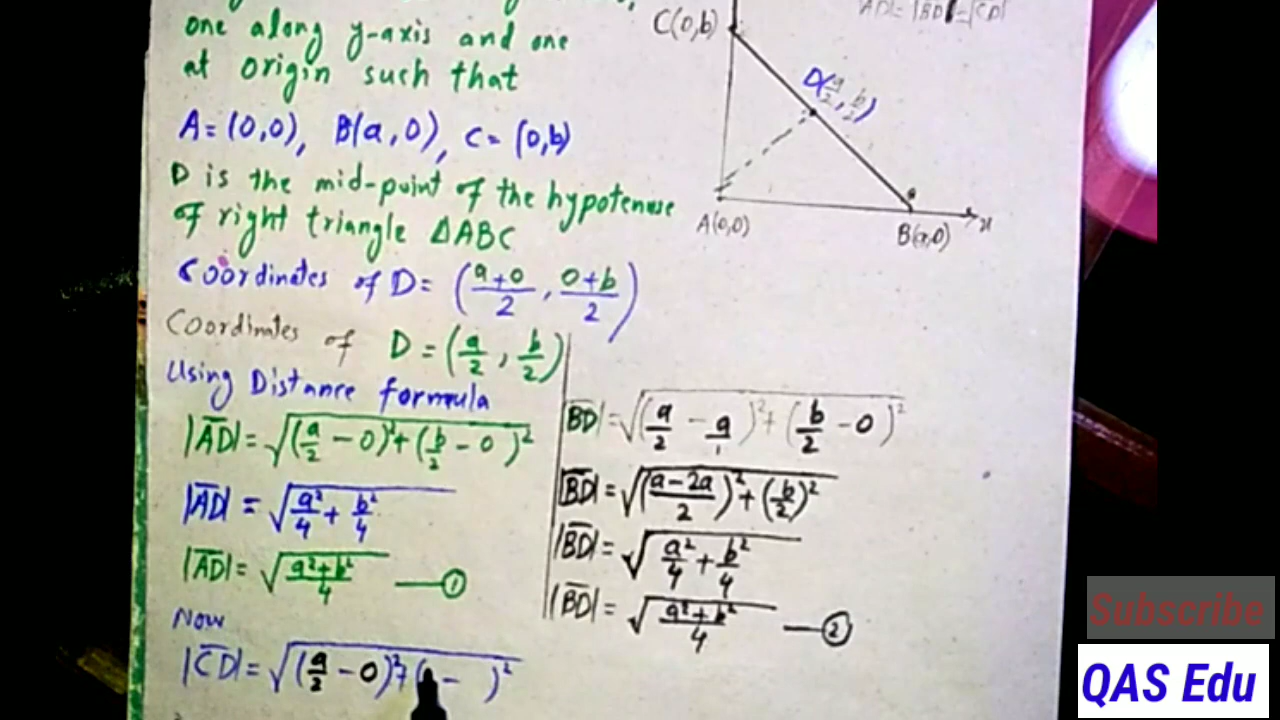 one along y-axis and one
at origin such that
A = (0,0), B(a,0), C = (0,b)
D is the mid-point of the hypotenuse
of right triangle ΔABC
Coordinates of D = (a+0/2, 0+b/2)
Coordinates of D = (a/2, b/2)
Using Distance formula
|AD| = √(a/2 - 0)² + (b/2 - 0)²
|AD| = √a²/4 + b²/4
|AD| = √a²+b²/4 — ①
Now
|CD| = √(a/2 - 0)² + ( - )²
|BD| = √(a/2 - a/1)² + (b/2 - 0)²
|BD| = √(a-2a/2)² + (b/2)²
|BD| = √a²/4 + b²/4
|BD| = √a²+b²/4 — ②
|AD| = |BD| = |CD|
C(0,b)
D(a/2, b/2)
A(0,0)
B(a,0)
x
Subscribe
QAS Edu